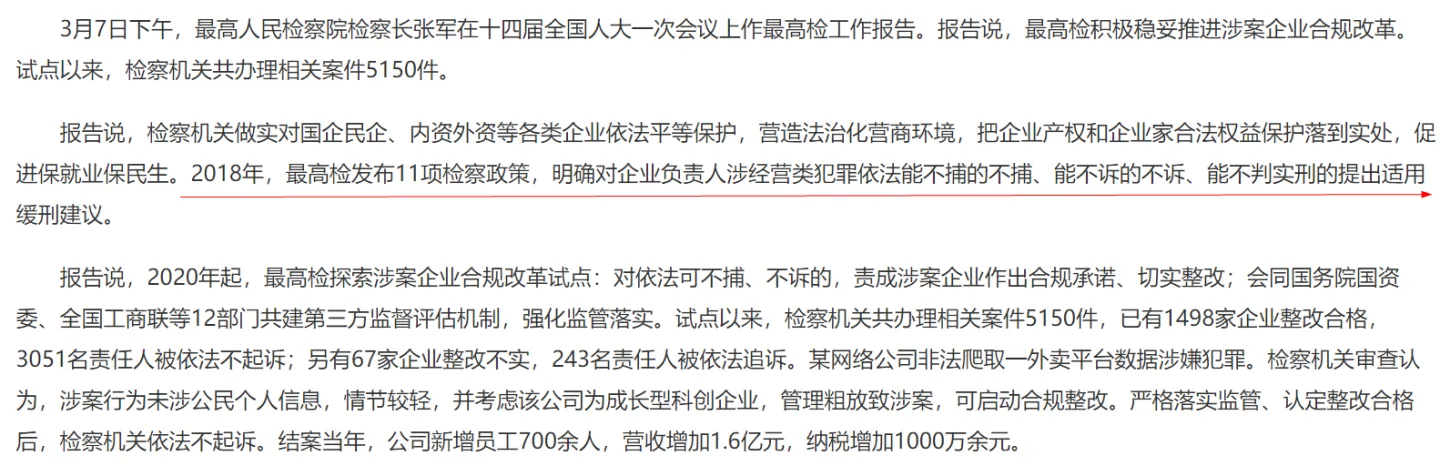 3月7日下午，最高人民检察院检察长张军在十四届全国人大一次会议上作最高检工作报告。报告说，最高检积极稳妥推进涉案企业合规改革。
试点以来，检察机关共办理相关案件5150件。
报告说，检察机关做实对国企民企、内资外资等各类企业依法平等保护，营造法治化营商环境，把企业产权和企业家合法权益保护落到实处，促
进保就业保民生。2018年，最高检发布11项检察政策，明确对企业负责人涉经营类犯罪依法能不捕的不捕、能不诉的不诉、能不判实刑的提出适用
缓刑建议。
报告说，2020年起，最高检探索涉案企业合规改革试点：对依法可不捕、不诉的，责成涉案企业作出合规承诺、切实整改；会同国务院国资
委、全国工商联等12部门共建第三方监督评估机制，强化监管落实。试点以来，检察机关共办理相关案件5150件，已有1498家企业整改合格，
3051名责任人被依法不起诉；另有67家企业整改不实，243名责任人被依法追诉。某网络公司非法爬取一外卖平台数据涉嫌犯罪。检察机关审查认
为，涉案行为未涉公民个人信息，情节较轻，并考虑该公司为成长型科创企业，管理粗放致涉案，可启动合规整改。严格落实监管、认定整改合格
后，检察机关依法不起诉。结案当年，公司新增员工700余人，营收增加1.6亿元，纳税增加1000万余元。